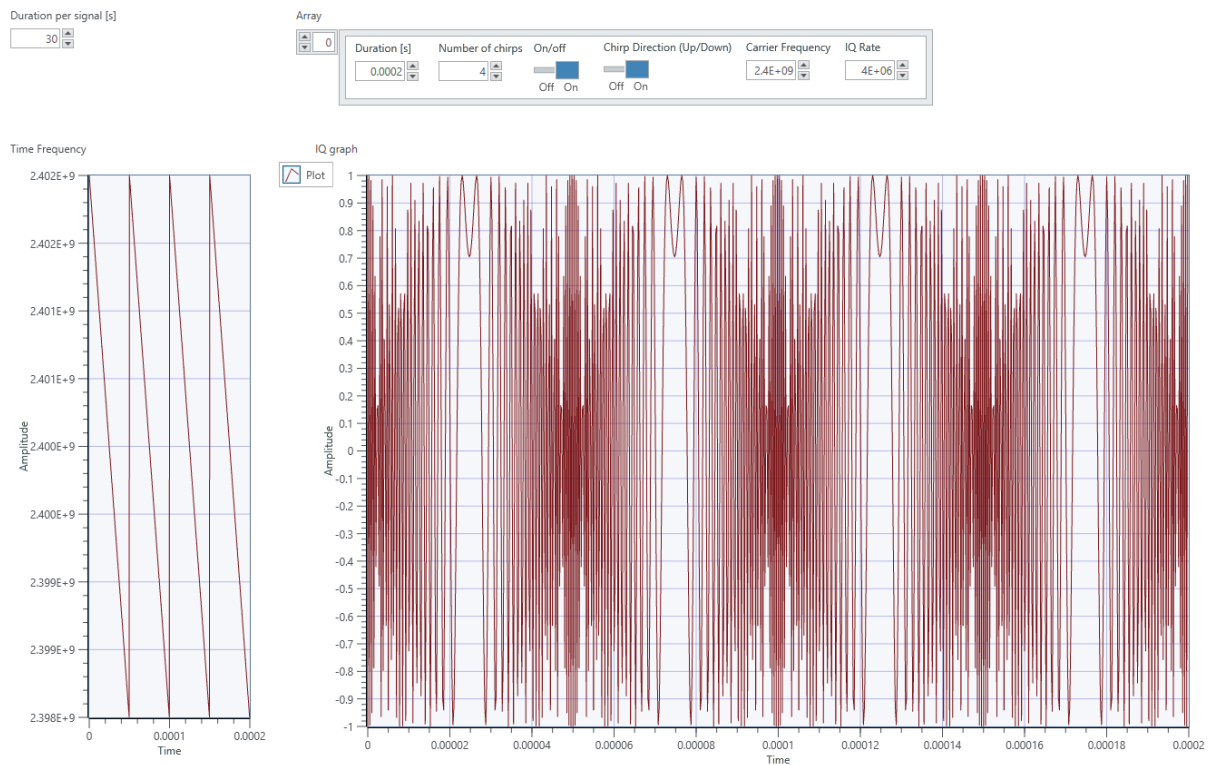 Duration per signal [s]
30
Array
0
Duration [s] Number of chirps On/off Chirp Direction (Up/Down) Carrier Frequency IQ Rate
0.0002 4 2.4E+09 4E+06
Off On Off On
Time Frequency
2.402E+9
2.402E+9
2.401E+9
2.401E+9
2.400E+9
2.400E+9
2.399E+9
2.399E+9
2.398E+9
Amplitude
0 0.0001 0.0002
Time
IQ graph
Plot
1
0.9
0.8
0.7
0.6
0.5
0.4
0.3
0.2
0.1
0
-0.1
-0.2
-0.3
-0.4
-0.5
-0.6
-0.7
-0.8
-0.9
-1
Amplitude
0 0.00002 0.00004 0.00006 0.00008 0.0001 0.00012 0.00014 0.00016 0.00018 0.0002
Time